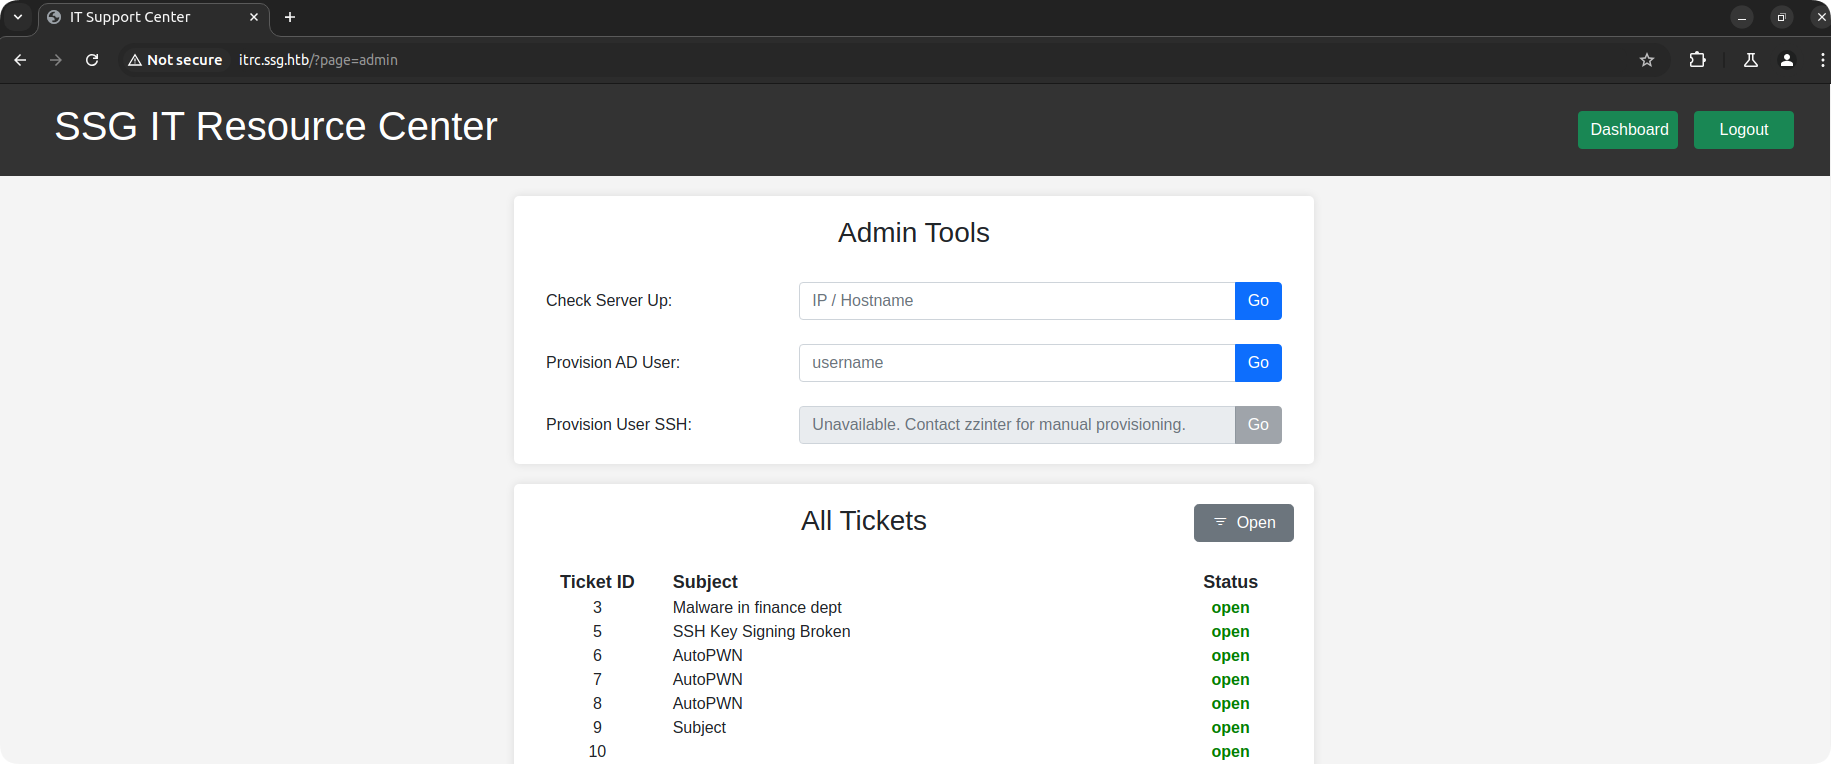 IT Support Center
Not secure itrc.ssg.htb/?page=admin
SSG IT Resource Center
Dashboard Logout
Admin Tools
Check Server Up: IP / Hostname Go
Provision AD User: username Go
Provision User SSH: Unavailable. Contact zzinter for manual provisioning. Go
All Tickets Open
Ticket ID Subject Status
3 Malware in finance dept open
5 SSH Key Signing Broken open
6 AutoPWN open
7 AutoPWN open
8 AutoPWN open
9 Subject open
10 open